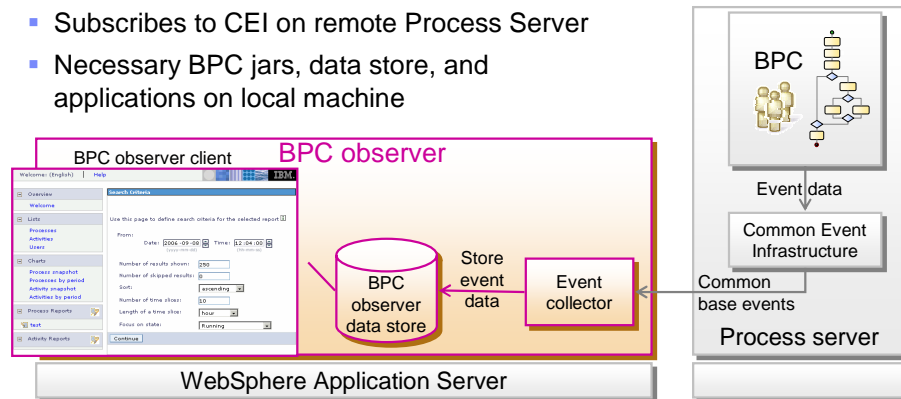 Subscribes to CEI on remote Process Server
Necessary BPC jars, data store, and
applications on local machine
BPC observer client
BPC observer
Welcome: (English) | Help
IBM.
Overview
Welcome
Lists
Processes
Activities
Users
Charts
Process snapshot
Processes by period
Activity snapshot
Activities by period
Process Reports
test
Activity Reports
Search Criteria
Use this page to define search criteria for the selected report
From:
Date: 2006-09-08 Time: 12:04:00
Number of results shown: 250
Number of skipped results: 0
Sort: ascending
Number of time slices: 10
Length of a time slice: hour
Focus on state: Running
Continue
BPC
observer
data store
Store
event
data
Event
collector
WebSphere Application Server
BPC
Event data
Common Event
Infrastructure
Common
base events
Process server